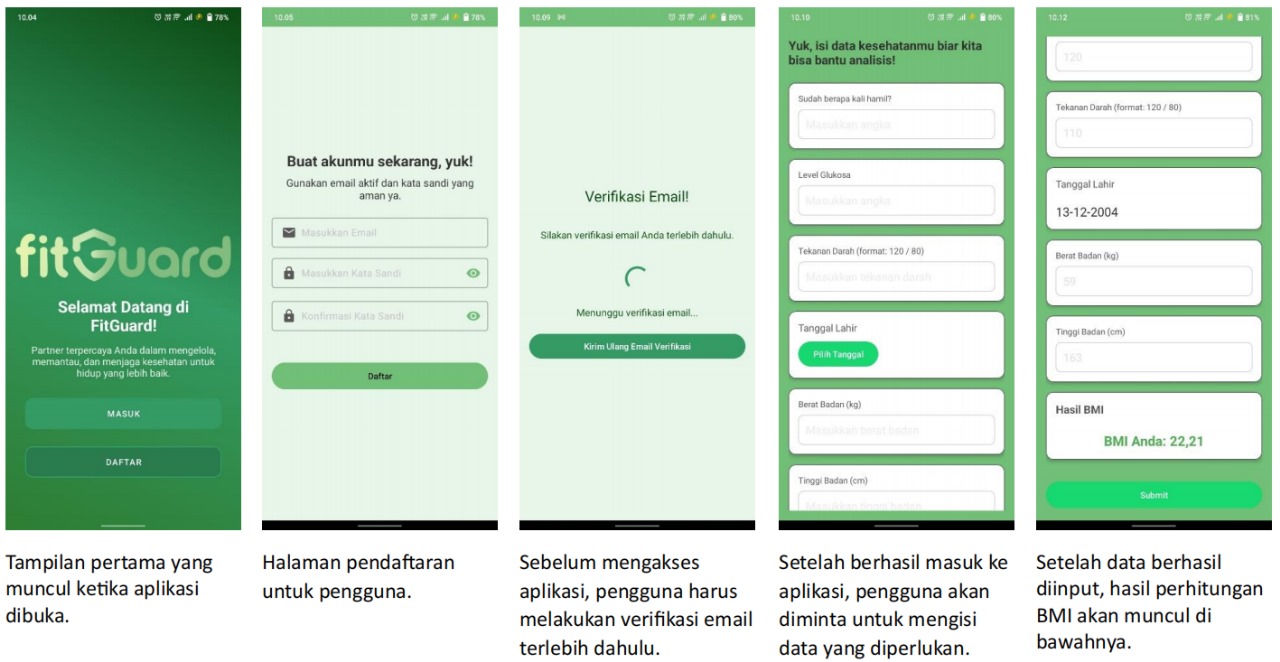 10.04
78%
fitGuard
Selamat Datang di
FitGuard!
Partner terpercaya Anda dalam mengelola,
memantau, dan menjaga kesehatan untuk
hidup yang lebih baik.
MASUK
DAFTAR
Tampilan pertama yang
muncul ketika aplikasi
dibuka.
10.05
78%
Buat akunmu sekarang, yuk!
Gunakan email aktif dan kata sandi yang
aman ya.
Masukkan Email
Masukkan Kata Sandi
Konfirmasi Kata Sandi
Daftar
Halaman pendaftaran
untuk pengguna.
10.09
80%
Verifikasi Email!
Silakan verifikasi email Anda terlebih dahulu.
Menunggu verifikasi email...
Kirim Ulang Email Verifikasi
Sebelum mengakses
aplikasi, pengguna harus
melakukan verifikasi email
terlebih dahulu.
10.10
80%
Yuk, isi data kesehatanmu biar kita
bisa bantu analisis!
Sudah berapa kali hamil?
Masukkan angka
Level Glukosa
Masukkan angka
Tekanan Darah (format: 120 / 80)
Masukkan tekanan darah
Tanggal Lahir
Pilih Tanggal
Berat Badan (kg)
Masukkan berat badan
Tinggi Badan (cm)
Masukkan tinggi badan
Setelah berhasil masuk ke
aplikasi, pengguna akan
diminta untuk mengisi
data yang diperlukan.
10.12
81%
120
Tekanan Darah (format: 120 / 80)
110
Tanggal Lahir
13-12-2004
Berat Badan (kg)
59
Tinggi Badan (cm)
163
Hasil BMI
BMI Anda: 22,21
Submit
Setelah data berhasil
diinput, hasil perhitungan
BMI akan muncul di
bawahnya.